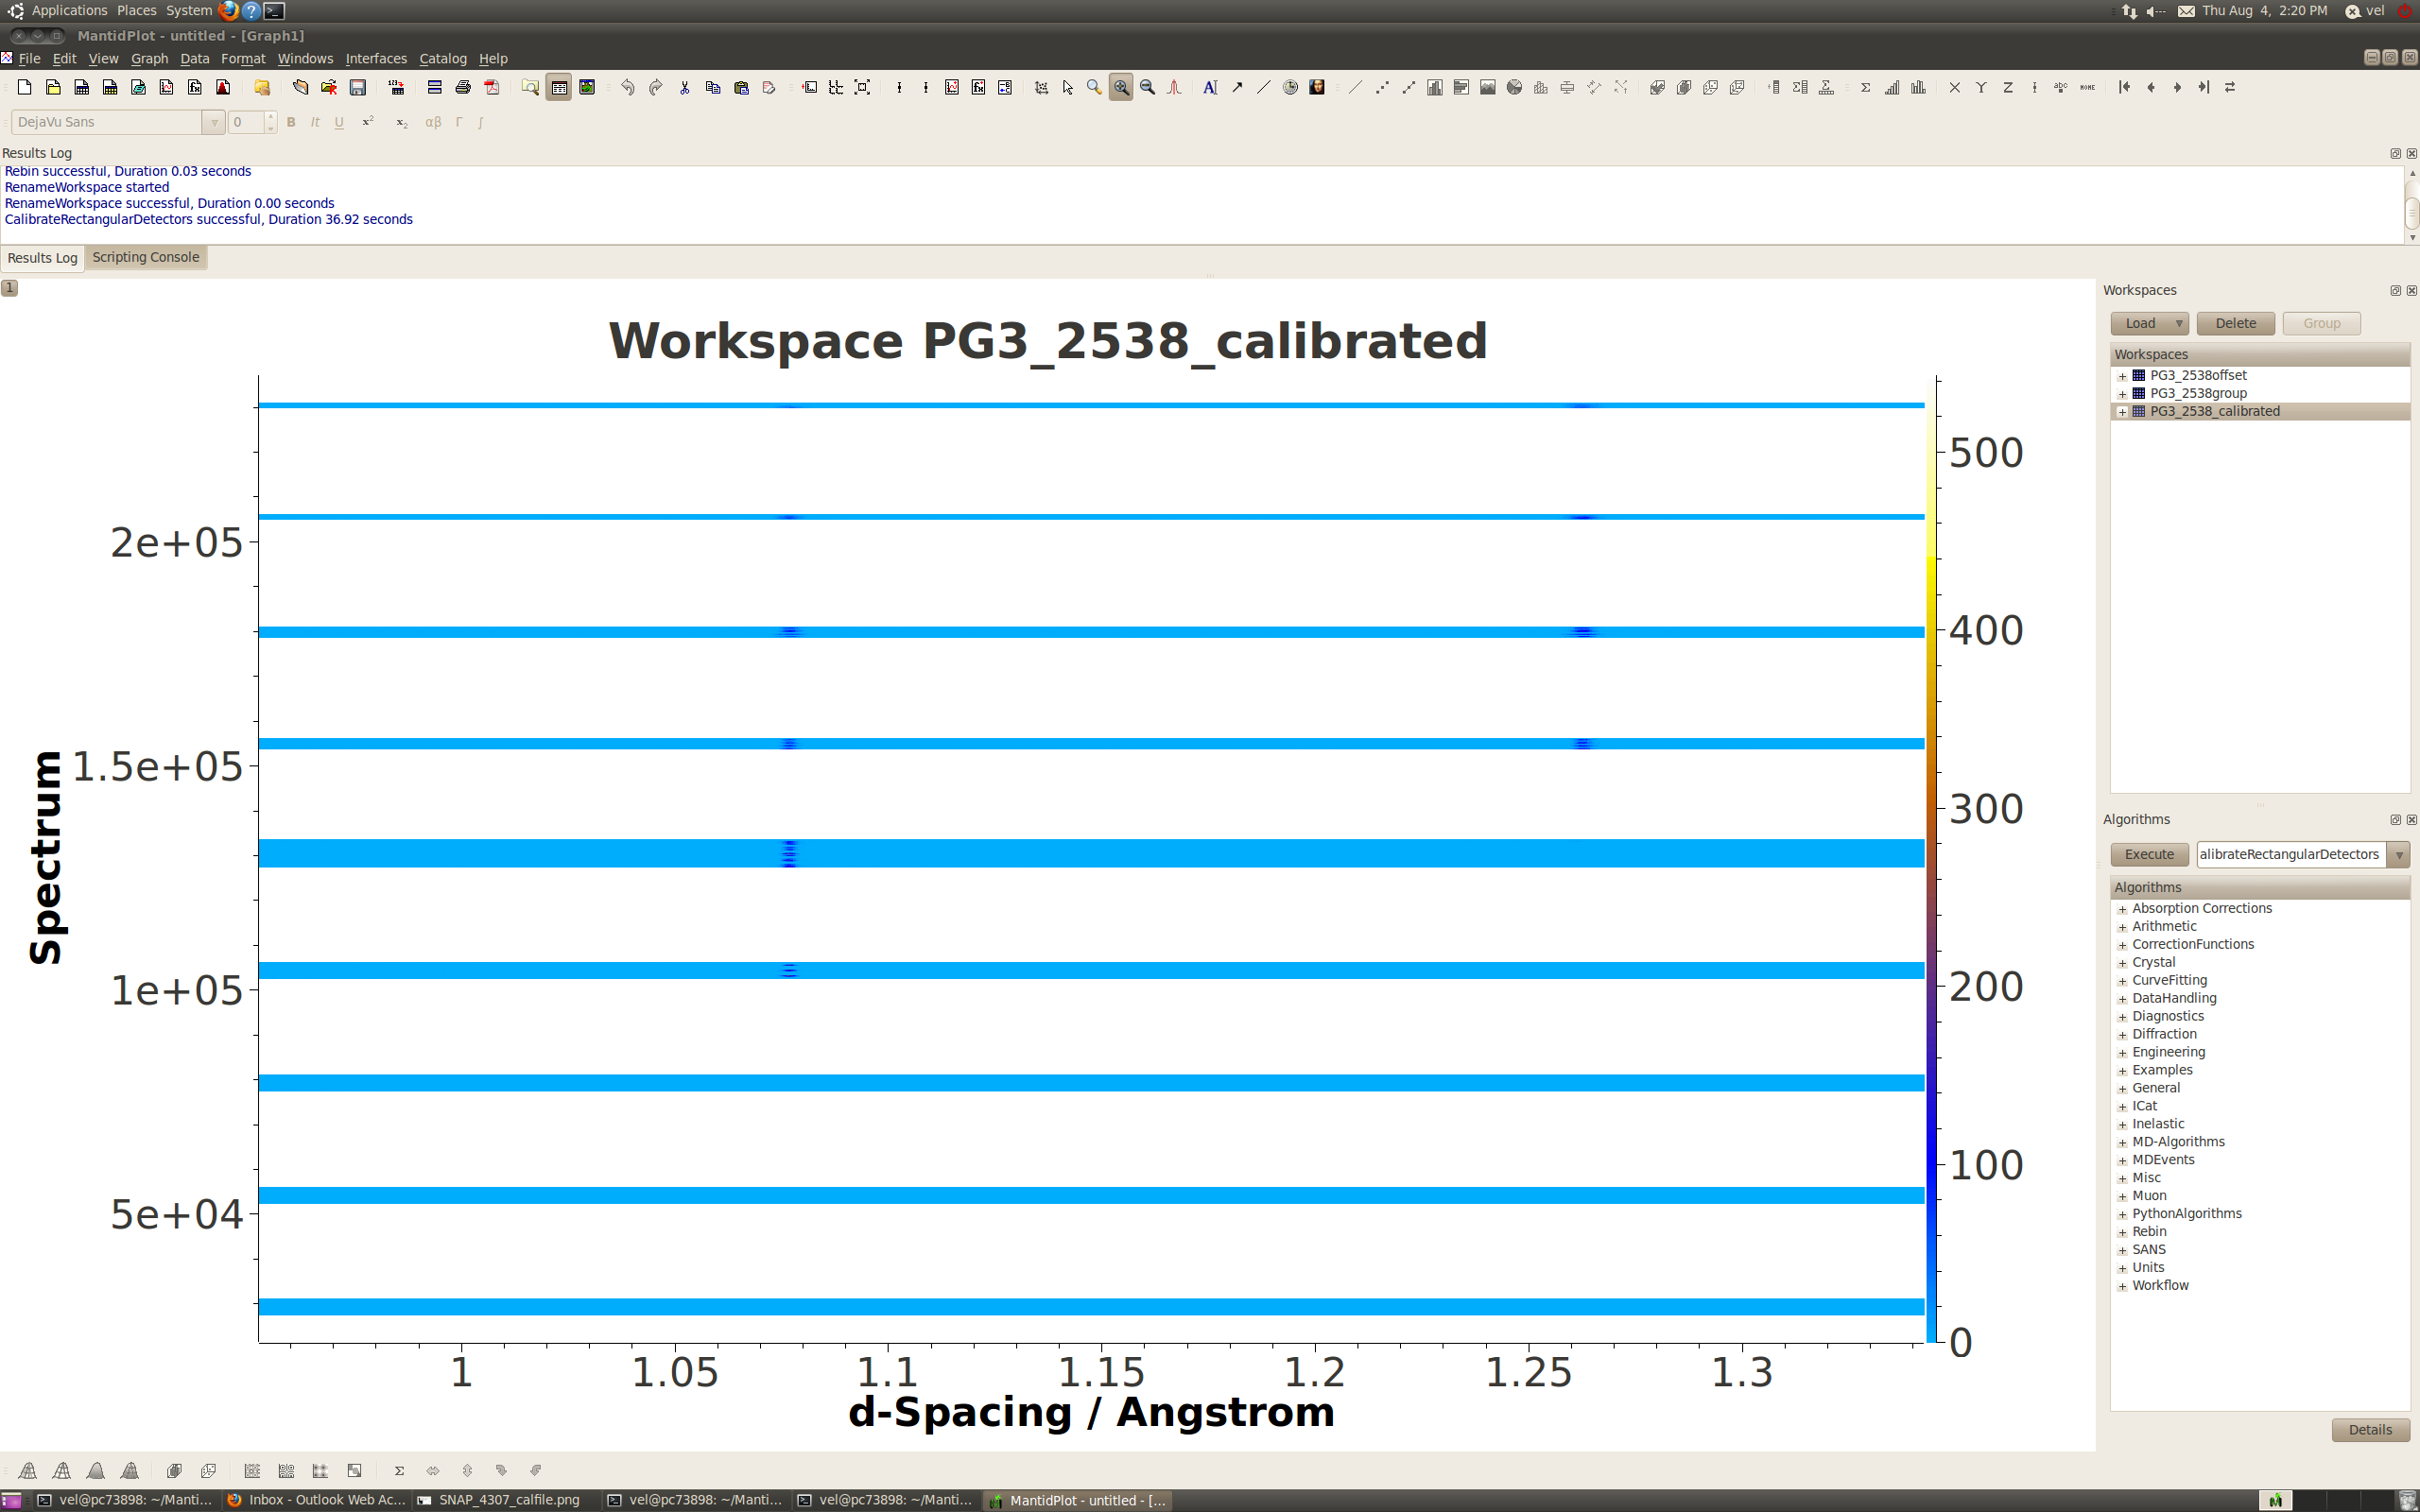 Applications Places System Thu Aug 4, 2:20 PM vel
MantidPlot - untitled - [Graph1]
File Edit View Graph Data Format Windows Interfaces Catalog Help
DejaVu Sans 0 B It U x² x₂ αβ Γ ∫
Results Log
Rebin successful, Duration 0.03 seconds
RenameWorkspace started
RenameWorkspace successful, Duration 0.00 seconds
CalibrateRectangularDetectors successful, Duration 36.92 seconds
Results Log Scripting Console
1
Workspace PG3_2538_calibrated
Spectrum
2e+05
1.5e+05
1e+05
5e+04
1 1.05 1.1 1.15 1.2 1.25 1.3
d-Spacing / Angstrom
500
400
300
200
100
0
Workspaces
Load Delete Group
Workspaces
PG3_2538offset
PG3_2538group
PG3_2538_calibrated
Algorithms
Execute alibrateRectangularDetectors
Algorithms
Absorption Corrections
Arithmetic
CorrectionFunctions
Crystal
CurveFitting
DataHandling
Diagnostics
Diffraction
Engineering
Examples
General
ICat
Inelastic
MD-Algorithms
MDEvents
Misc
Muon
PythonAlgorithms
Rebin
SANS
Units
Workflow
Details
vel@pc73898: ~/Manti... Inbox - Outlook Web Ac... SNAP_4307_calfile.png vel@pc73898: ~/Manti... vel@pc73898: ~/Manti... MantidPlot - untitled - [...